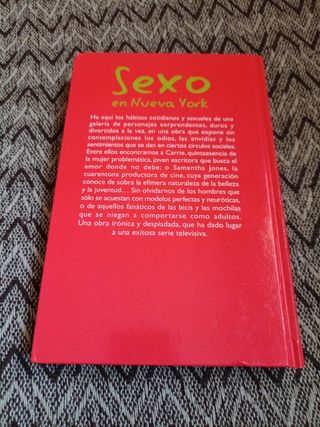 Sexo
en Nueva York
He aquí los hábitos cotidianos y sexuales de una
galería de personajes sorprendentes, duros y
divertidos a la vez, en una obra que expone sin
contemplaciones los odios, las envidias y los
sentimientos que se dan en ciertos círculos sociales.
Entre ellos encontramos a Carrie, quintaesencia de
la mujer problemática, joven escritora que busca el
amor donde no debe; o Samantha Jones, la
cuarentona productora de cine, cuya generación
conoce de sobra la efímera naturaleza de la belleza
y la juventud... Sin olvidarnos de los hombres que
sólo se acuestan con modelos perfectas y neuróticas,
o de aquellos fanáticos de las bicis y las mochilas
que se niegan a comportarse como adultos.
Una obra irónica y despiadada, que ha dado lugar
a una exitosa serie televisiva.